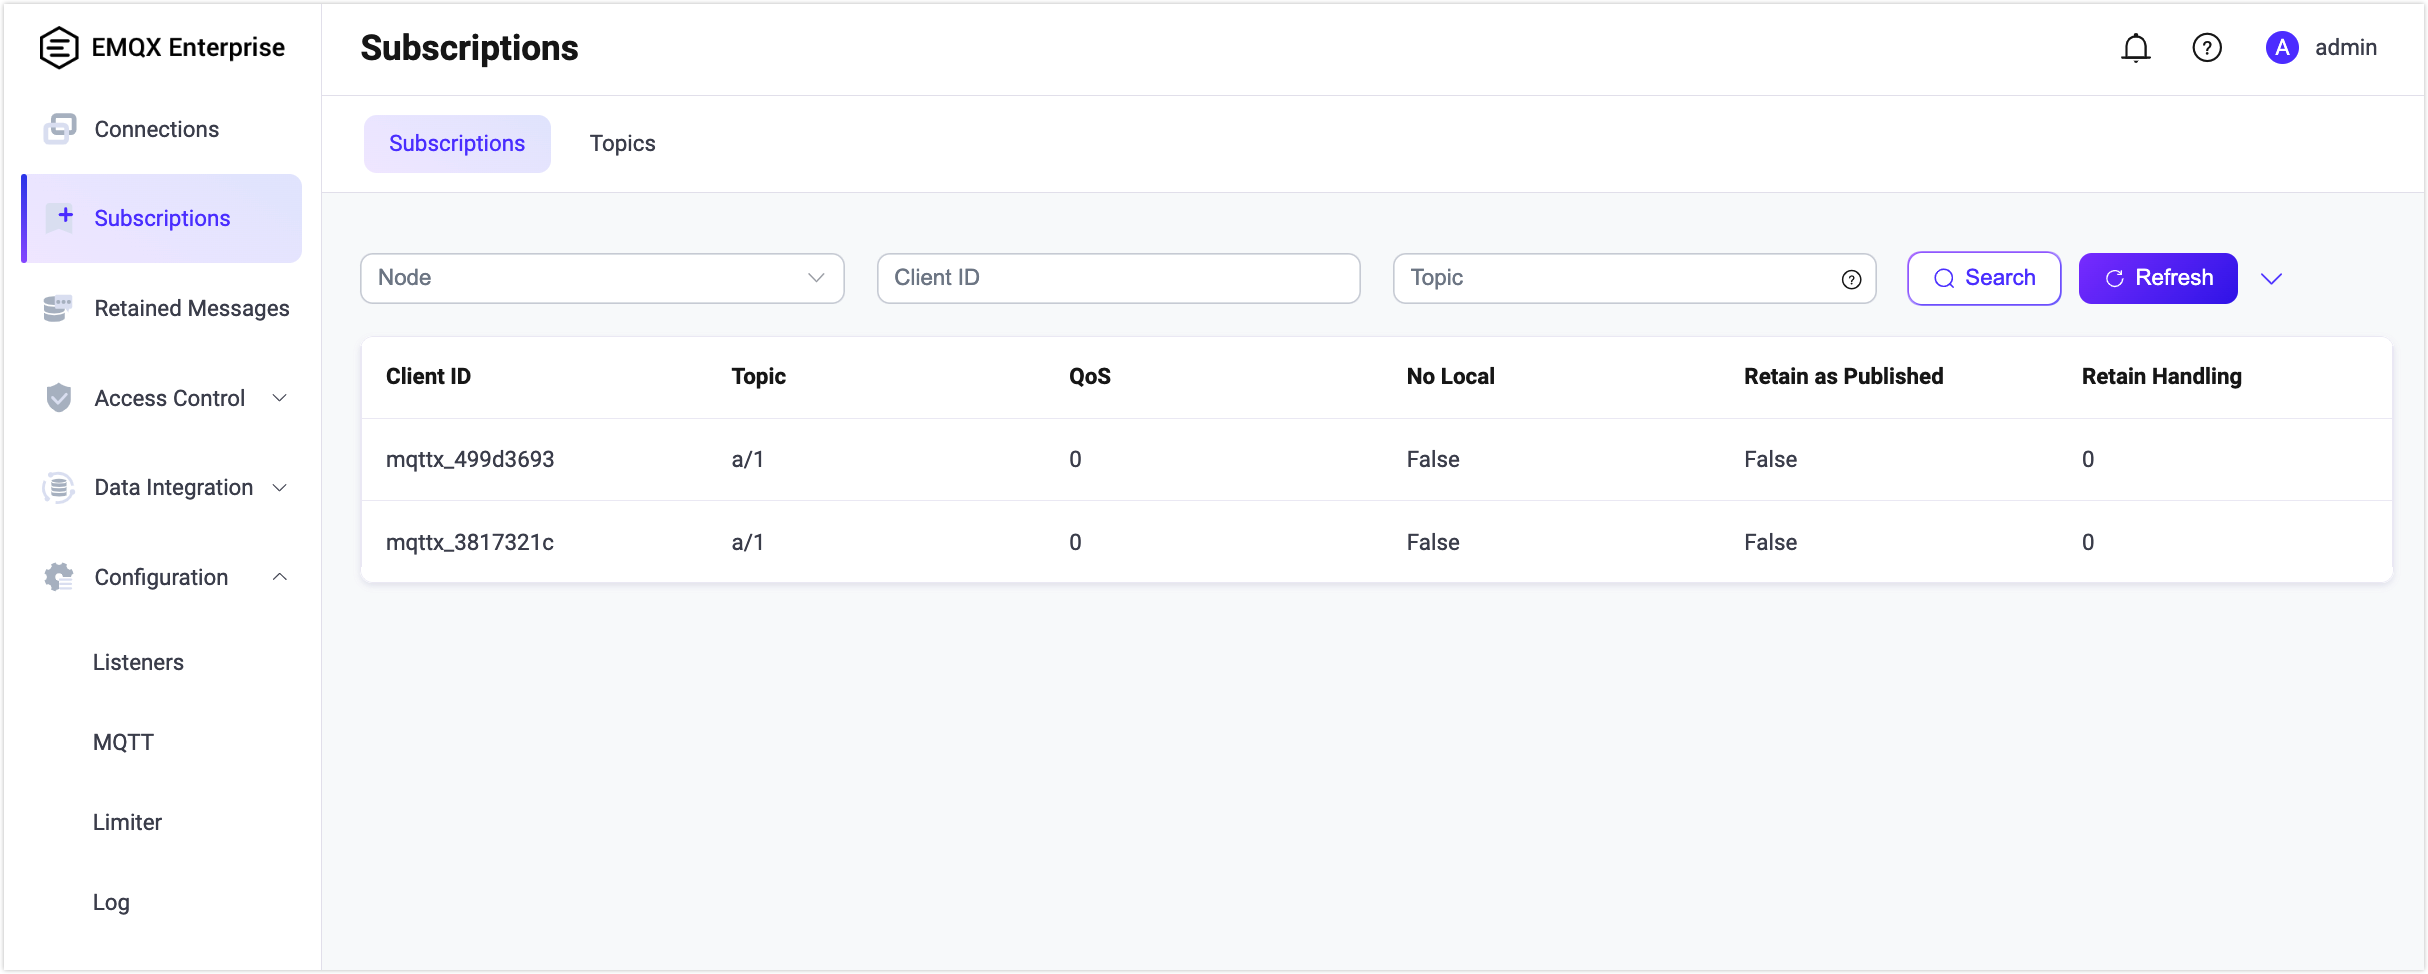 EMQX Enterprise
Connections
Subscriptions
Retained Messages
Access Control
Data Integration
Configuration
Listeners
MQTT
Limiter
Log
Subscriptions
? A admin
Subscriptions Topics
Node Client ID Topic ? Search Refresh
Client ID Topic QoS No Local Retain as Published Retain Handling
mqttx_499d3693 a/1 0 False False 0
mqttx_3817321c a/1 0 False False 0